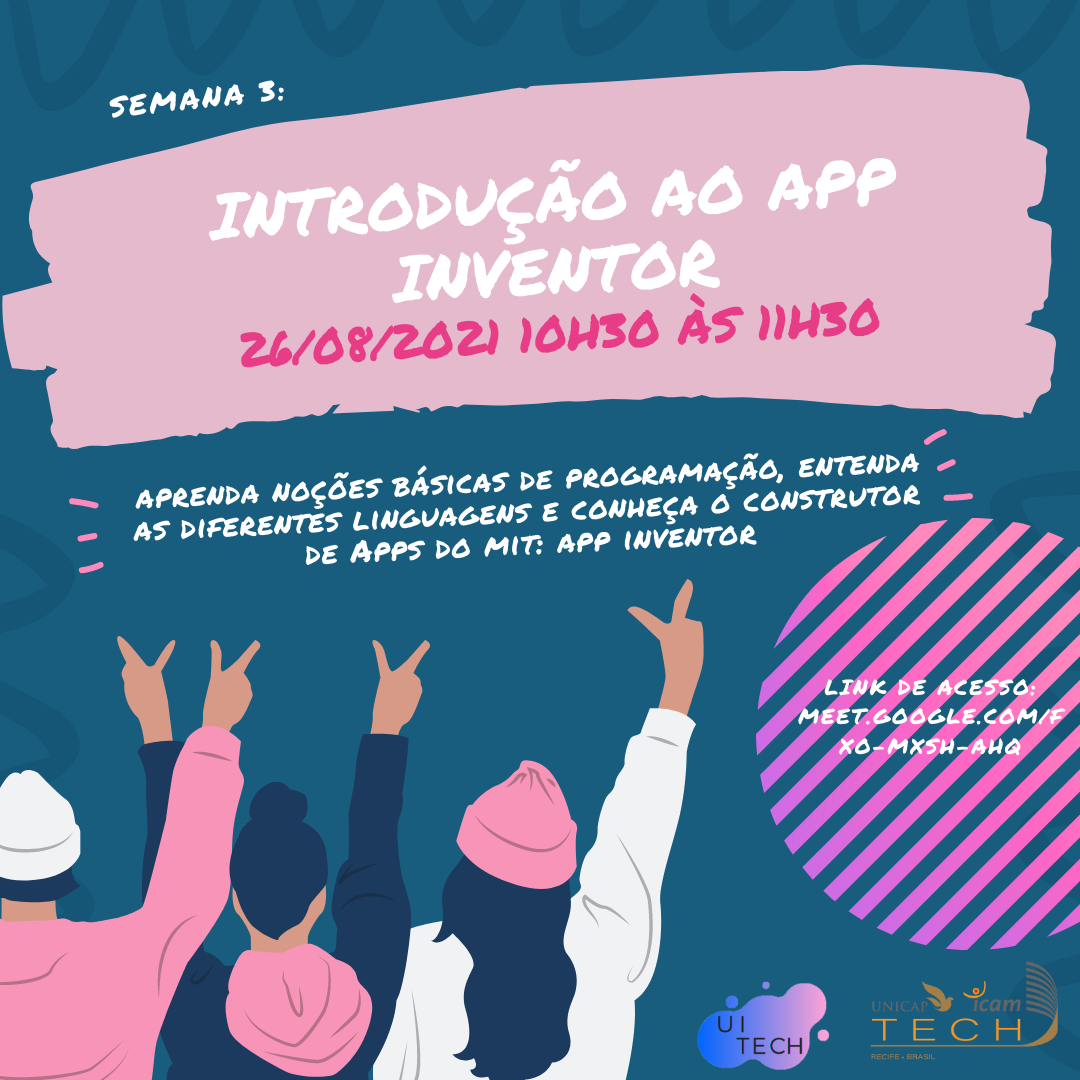 SEMANA 3:
INTRODUÇÃO AO APP
INVENTOR
26/08/2021 10H30 ÀS 11H30
APRENDA NOÇÕES BÁSICAS DE PROGRAMAÇÃO, ENTENDA
AS DIFERENTES LINGUAGENS E CONHEÇA O CONSTRUTOR
DE APPS DO MIT: APP INVENTOR
LINK DE ACESSO:
MEET.GOOGLE.COM/F
XO-MXSH-AHQ
UI
TECH
UNICAP icam
TECH
RECIFE - BRASIL